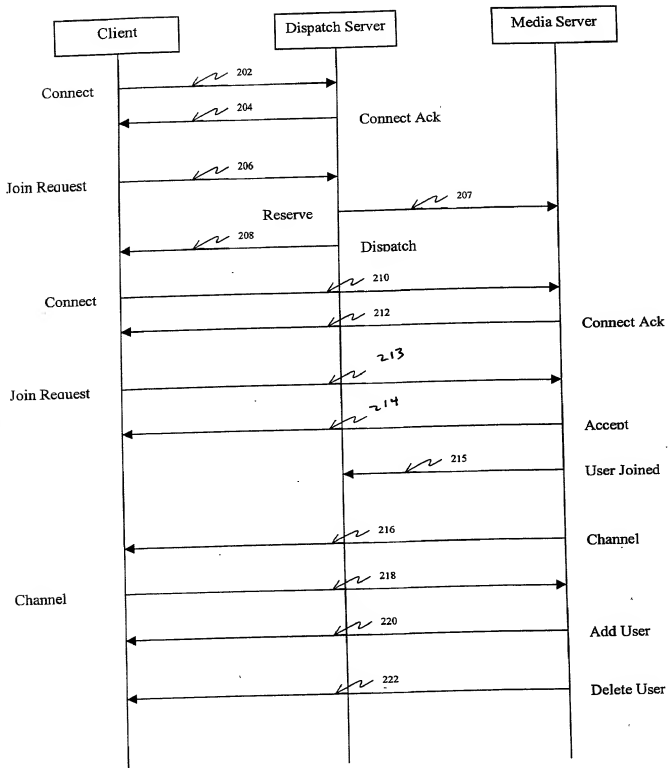 Client
Dispatch Server
Media Server
202
Connect
204
Connect Ack
206
Join Request
207
Reserve
208
Dispatch
210
Connect
212
Connect Ack
213
Join Request
214
Accept
215
User Joined
216
Channel
218
Channel
220
Add User
222
Delete User